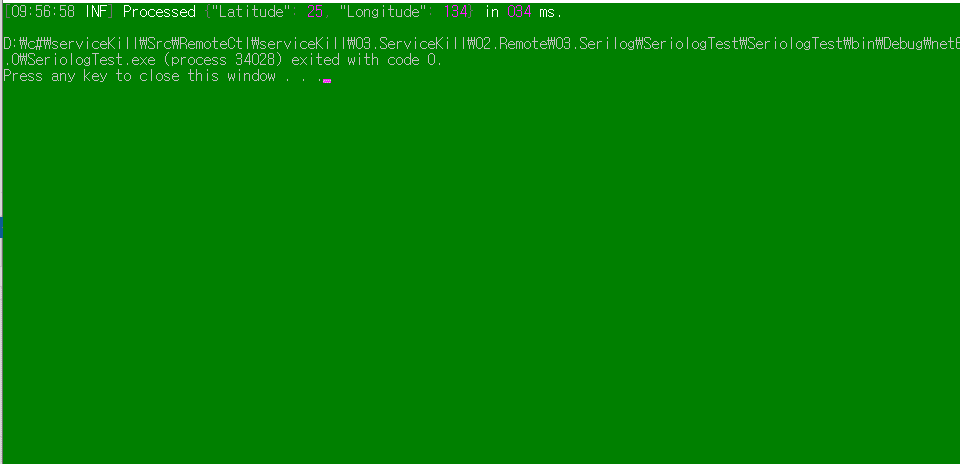 [09:56:58 INF] Processed {"Latitude": 25, "Longitude": 134} in 034 ms.
D:₩c#₩serviceKill₩Src₩RemoteCtl₩serviceKill₩03.ServiceKill₩02.Remote₩03.Serilog₩SeriologTest₩SeriologTest₩bin₩Debug₩net6
.0₩SeriologTest.exe (process 34028) exited with code 0.
Press any key to close this window . . .